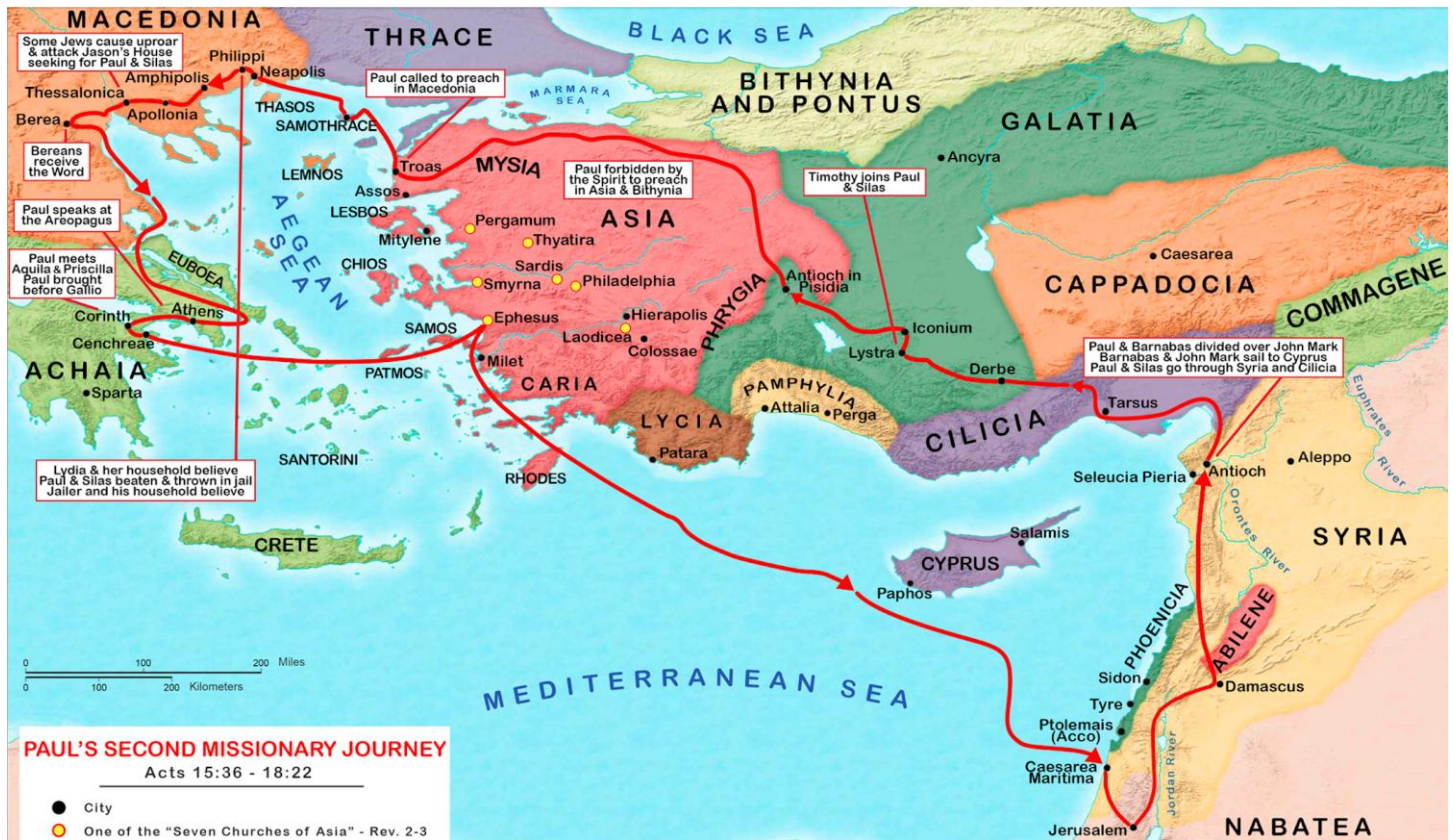 MACEDONIA
THRACE
BLACK SEA
Some Jews cause uproar
& attack Jason's House
seeking for Paul & Silas
Philippi
Neapolis
Amphipolis
Thessalonica
Apollonia
Berea
Bereans
receive
the Word
THASOS
SAMOTHRACE
Paul called to preach
in Macedonia
MARMARA
SEA
BITHYNIA
AND PONTUS
GALATIA
Ancyra
Troas
MYSIA
Paul forbidden by
the Spirit to preach
in Asia & Bithynia
Timothy joins Paul
& Silas
LEMNOS
Assos
LESBOS
Mitylene
AEGEAN
SEA
ASIA
Pergamum
Thyatira
Sardis
Smyrna
Philadelphia
CHIOS
Paul speaks at
the Areopagus
EUBOEA
Paul meets
Aquila & Priscilla
Paul brought
before Gallio
Corinth
Athens
Cenchreae
ACHAIA
Sparta
SAMOS
Ephesus
Hierapolis
Laodicea
Colossae
Milet
PATMOS
CARIA
PHRYGIA
Antioch in
Pisidia
Iconium
Lystra
Derbe
CAPPADOCIA
Caesarea
COMMAGENE
Paul & Barnabas divided over John Mark
Barnabas & John Mark sail to Cyprus
Paul & Silas go through Syria and Cilicia
Euphrates
River
PAMPHYLIA
Attalia
Perga
LYCIA
Patara
CILICIA
Tarsus
Seleucia Pieria
Antioch
Aleppo
Orontes River
SYRIA
Lydia & her household believe
Paul & Silas beaten & thrown in jail
Jailer and his household believe
SANTORINI
RHODES
CRETE
Salamis
CYPRUS
Paphos
PHOENICIA
ABILENE
Sidon
Damascus
Tyre
Ptolemais
(Acco)
MEDITERRANEAN SEA
Caesarea
Maritima
Jordan River
Jerusalem
NABATEA
0 100 200 Miles
0 100 200 Kilometers
PAUL'S SECOND MISSIONARY JOURNEY
Acts 15:36 - 18:22
City
One of the "Seven Churches of Asia" - Rev. 2-3